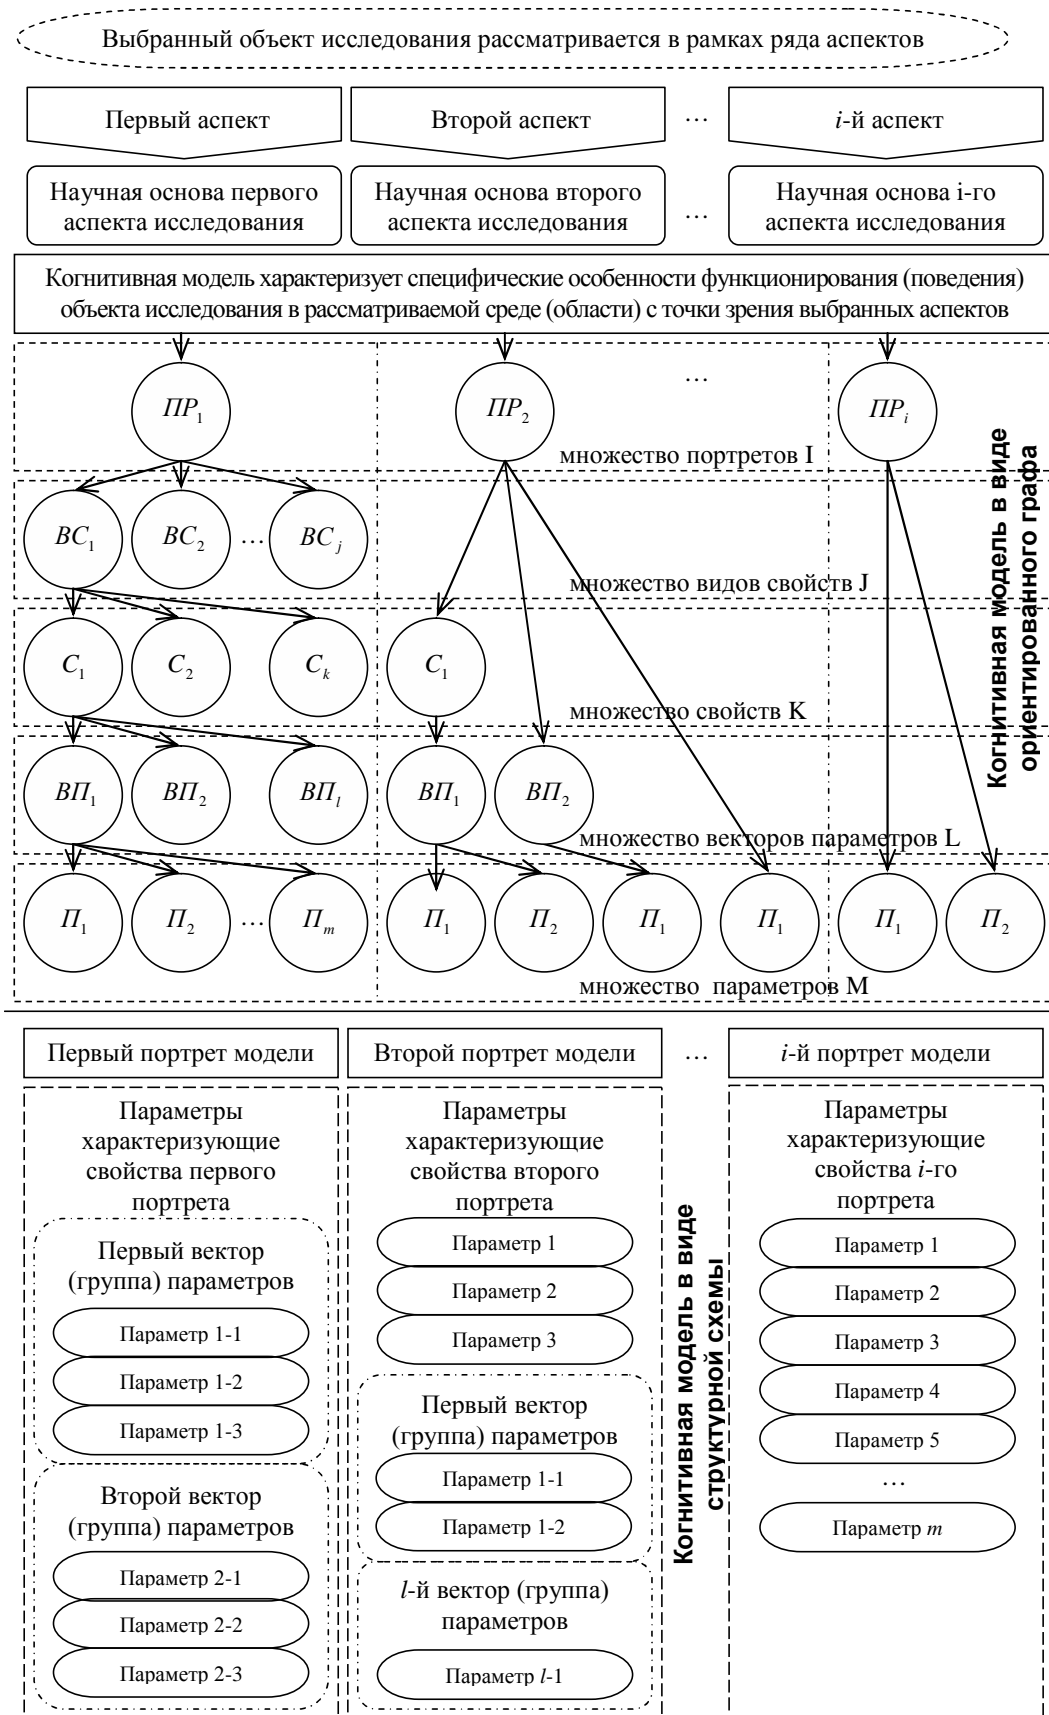 Выбранный объект исследования рассматривается в рамках ряда аспектов
Первый аспект
Второй аспект
...
i-й аспект
Научная основа первого
аспекта исследования
Научная основа второго
аспекта исследования
...
Научная основа i-го
аспекта исследования
Когнитивная модель характеризует специфические особенности функционирования (поведения)
объекта исследования в рассматриваемой среде (области) с точки зрения выбранных аспектов
ПР1
ПР2
...
ПРi
множество портретов I
ВС1
ВС2
...
ВСj
множество видов свойств J
С1
С2
Сk
С1
множество свойств K
ВП1
ВП2
ВПl
ВП1
ВП2
множество векторов параметров L
П1
П2
...
Пm
П1
П2
П1
П1
П1
П2
множество параметров M
Когнитивная модель в виде
ориентированного графа
Первый портрет модели
Второй портрет модели
...
i-й портрет модели
Параметры
характеризующие
свойства первого
портрета
Первый вектор
(группа) параметров
Параметр 1-1
Параметр 1-2
Параметр 1-3
Второй вектор
(группа) параметров
Параметр 2-1
Параметр 2-2
Параметр 2-3
Параметры
характеризующие
свойства второго
портрета
Параметр 1
Параметр 2
Параметр 3
Первый вектор
(группа) параметров
Параметр 1-1
Параметр 1-2
l-й вектор (группа)
параметров
Параметр l-1
Когнитивная модель в виде
структурной схемы
Параметры
характеризующие
свойства i-го
портрета
Параметр 1
Параметр 2
Параметр 3
Параметр 4
Параметр 5
...
Параметр m